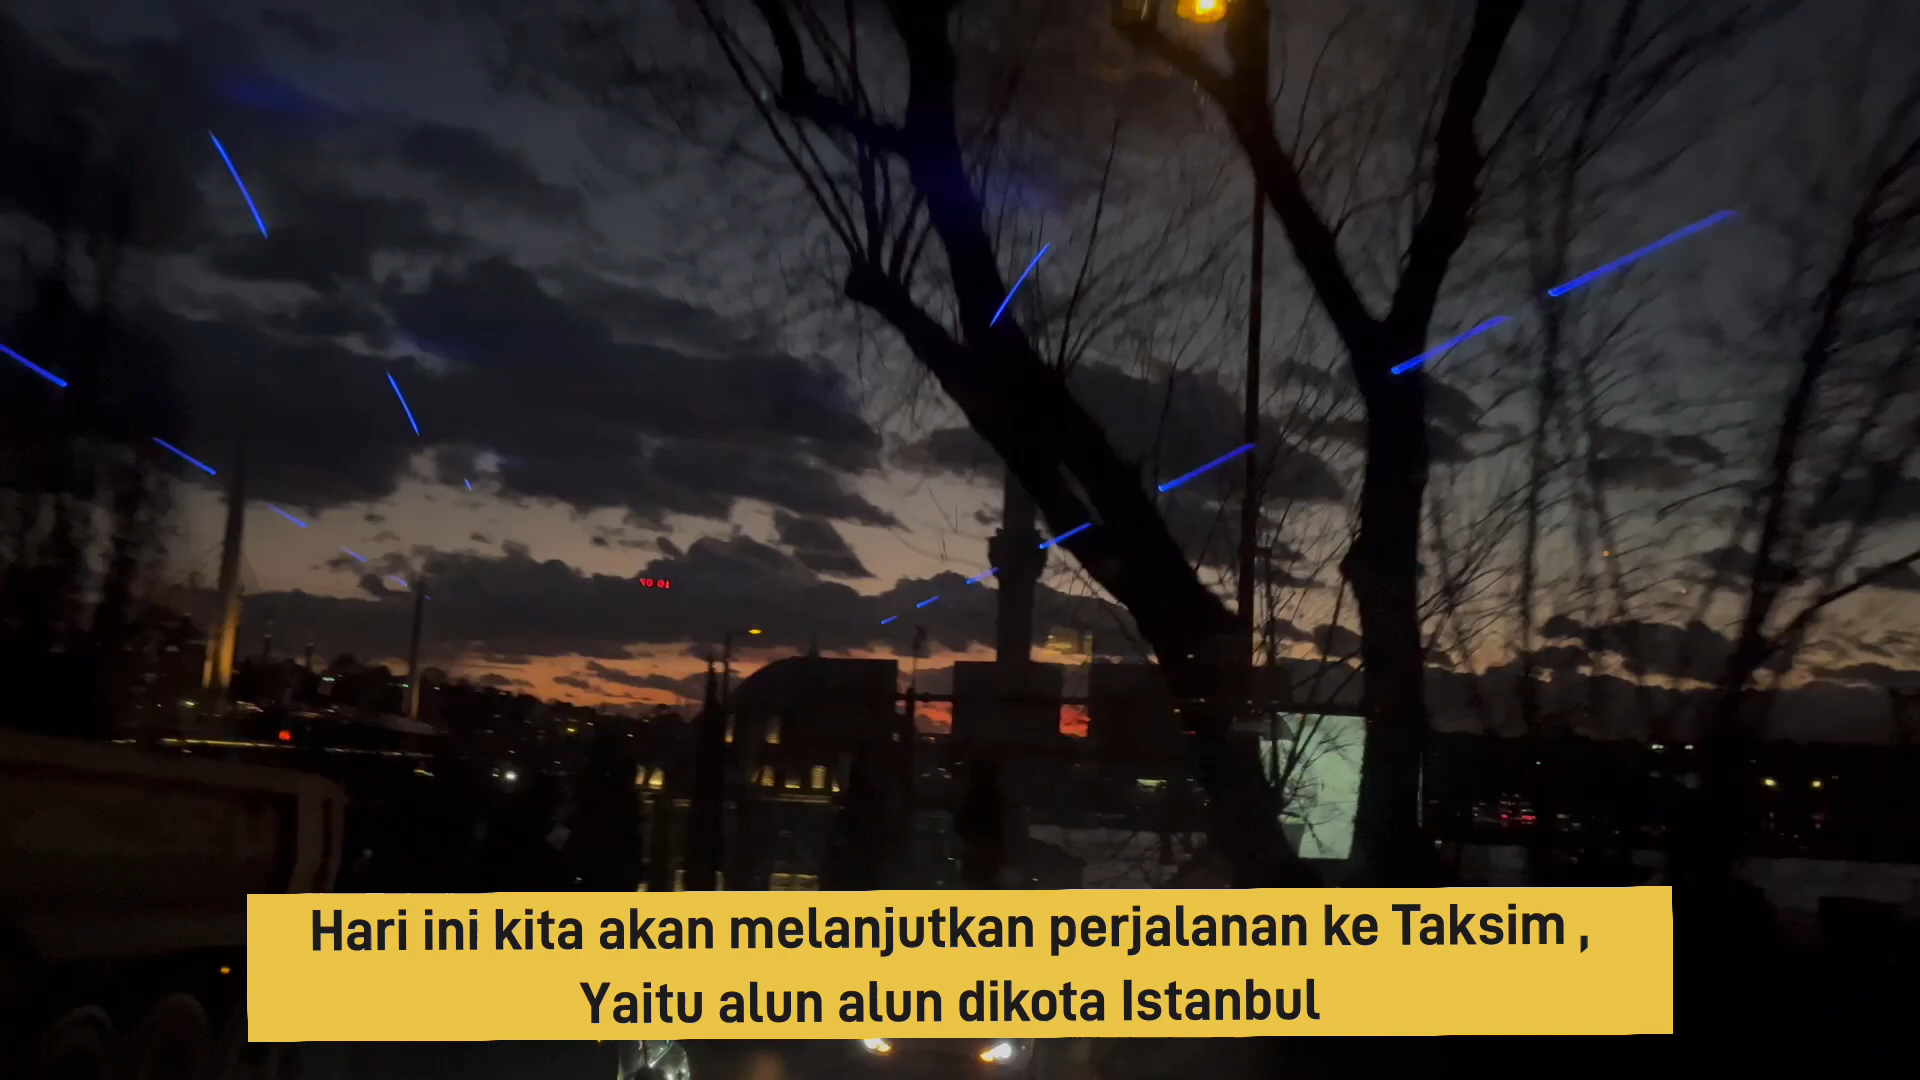 Hari ini kita akan melanjutkan perjalanan ke Taksim ,
Yaitu alun alun dikota Istanbul